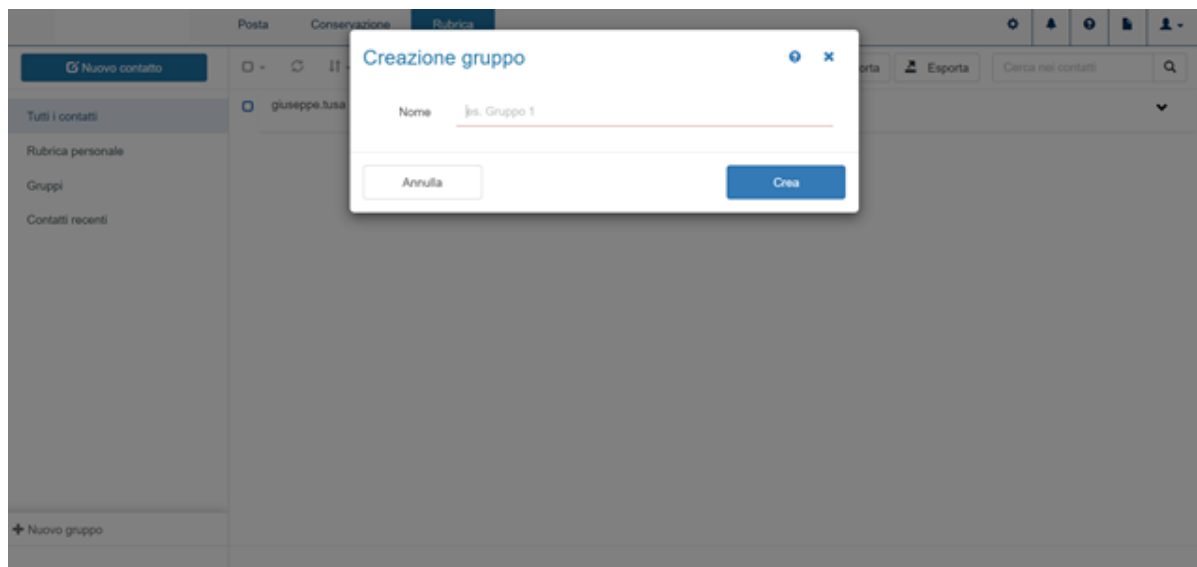 Posta Conservazione Rubrica
Nuovo contatto
orta Esporta Cerca nei contatti
Tutti i contatti
Rubrica personale
Gruppi
Contatti recenti
Nuovo gruppo
giuseppe.tusa
Creazione gruppo
Nome es. Gruppo 1
Annulla Crea